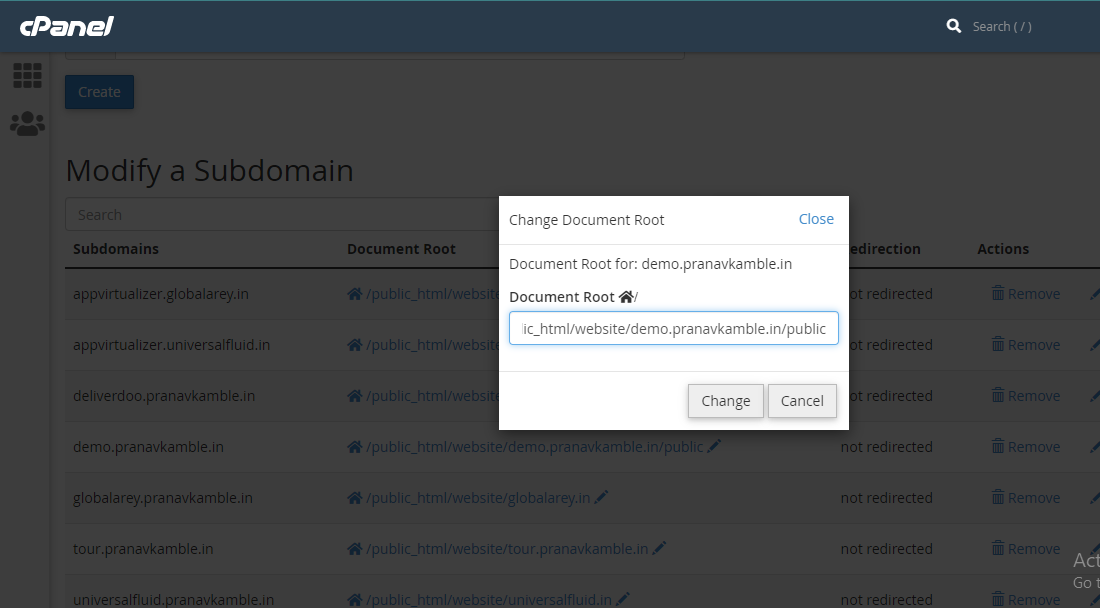 cPanel
Search ( / )
Create
Modify a Subdomain
Search
Subdomains Document Root edirection Actions
appvirtualizer.globalarey.in /public_html/website ot redirected Remove
appvirtualizer.universalfluid.in /public_html/website ot redirected Remove
deliverdoo.pranavkamble.in /public_html/website ot redirected Remove
demo.pranavkamble.in /public_html/website/demo.pranavkamble.in/public not redirected Remove
globalarey.pranavkamble.in /public_html/website/globalarey.in not redirected Remove
tour.pranavkamble.in /public_html/website/tour.pranavkamble.in not redirected Remove
universalfluid.pranavkamble.in /public_html/website/universalfluid.in not redirected Remove
Change Document Root Close
Document Root for: demo.pranavkamble.in
Document Root /
lic_html/website/demo.pranavkamble.in/public
Change Cancel
Act
Go t